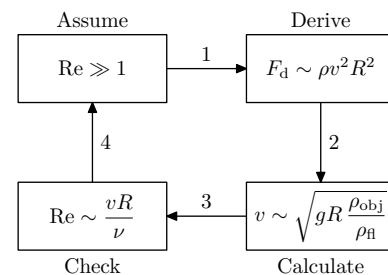 Assume
Derive
Re ≫ 1
1
F_d ∼ ρv²R²
4
2
Re ∼ vR/ν
3
v ∼ √(gR ρ_obj/ρ_fl)
Check
Calculate